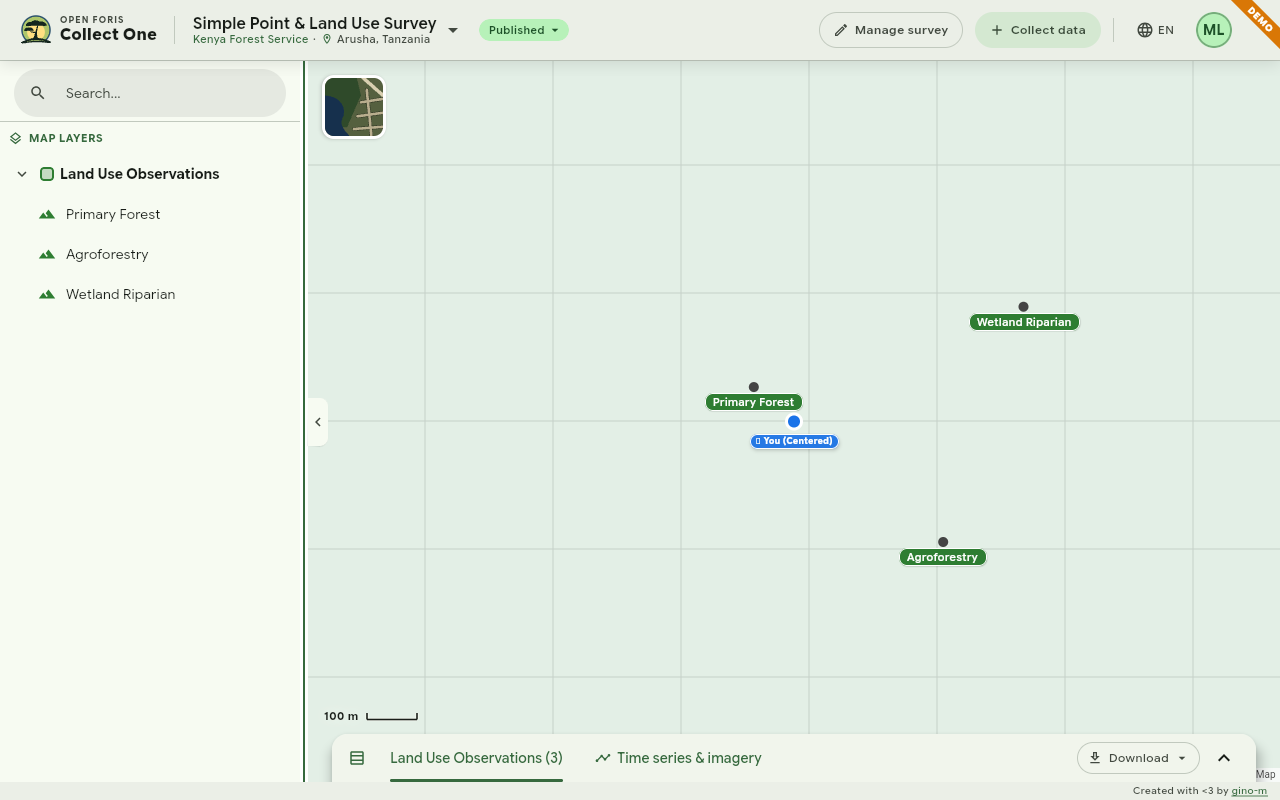 OPEN FORIS
Collect One
Simple Point & Land Use Survey
Kenya Forest Service · Arusha, Tanzania
Published
Manage survey
Collect data
EN
ML
DEMO
Search...
MAP LAYERS
Land Use Observations
Primary Forest
Agroforestry
Wetland Riparian
Wetland Riparian
Primary Forest
You (Centered)
Agroforestry
100 m
Land Use Observations (3)
Time series & imagery
Download
Map
Created with <3 by gino-m